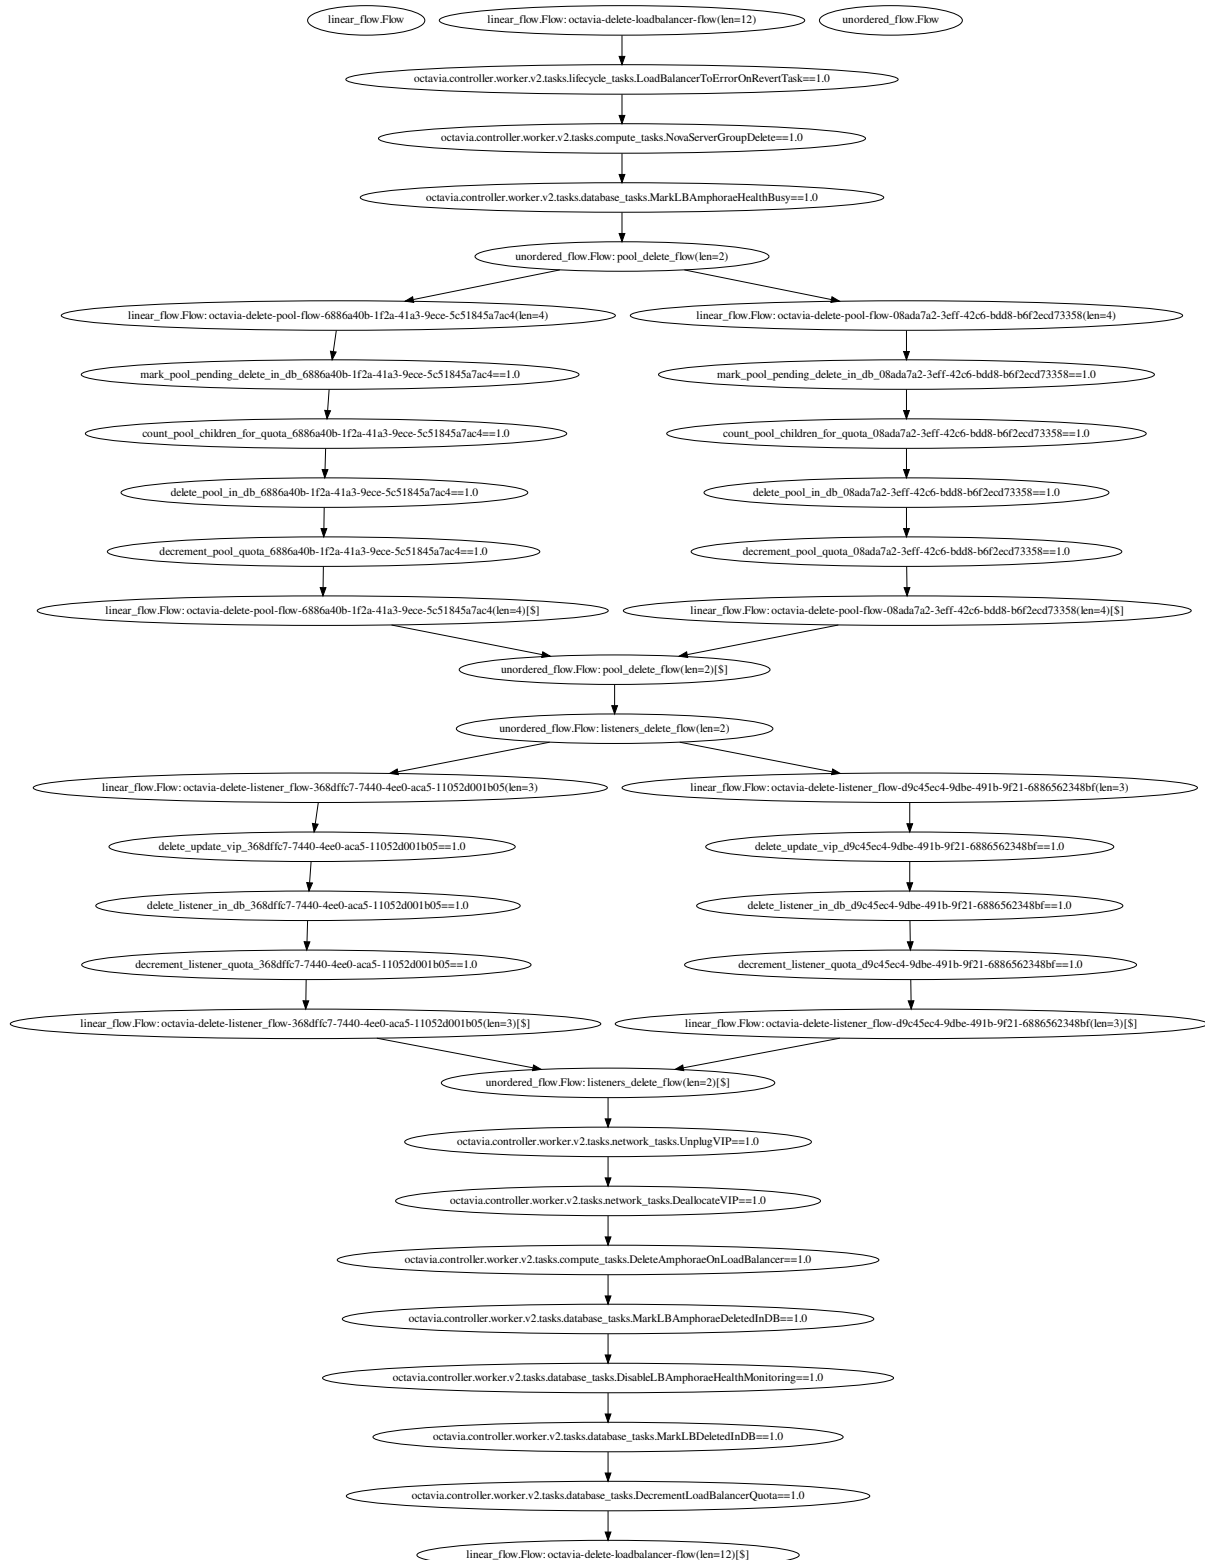 linear_flow.Flow
linear_flow.Flow: octavia-delete-loadbalancer-flow(len=12)
unordered_flow.Flow
octavia.controller.worker.v2.tasks.lifecycle_tasks.LoadBalancerToErrorOnRevertTask==1.0
octavia.controller.worker.v2.tasks.compute_tasks.NovaServerGroupDelete==1.0
octavia.controller.worker.v2.tasks.database_tasks.MarkLBAmphoraeHealthBusy==1.0
unordered_flow.Flow: pool_delete_flow(len=2)
linear_flow.Flow: octavia-delete-pool-flow-6886a40b-1f2a-41a3-9ece-5c51845a7ac4(len=4)
linear_flow.Flow: octavia-delete-pool-flow-08ada7a2-3eff-42c6-bdd8-b6f2ecd73358(len=4)
mark_pool_pending_delete_in_db_6886a40b-1f2a-41a3-9ece-5c51845a7ac4==1.0
mark_pool_pending_delete_in_db_08ada7a2-3eff-42c6-bdd8-b6f2ecd73358==1.0
count_pool_children_for_quota_6886a40b-1f2a-41a3-9ece-5c51845a7ac4==1.0
count_pool_children_for_quota_08ada7a2-3eff-42c6-bdd8-b6f2ecd73358==1.0
delete_pool_in_db_6886a40b-1f2a-41a3-9ece-5c51845a7ac4==1.0
delete_pool_in_db_08ada7a2-3eff-42c6-bdd8-b6f2ecd73358==1.0
decrement_pool_quota_6886a40b-1f2a-41a3-9ece-5c51845a7ac4==1.0
decrement_pool_quota_08ada7a2-3eff-42c6-bdd8-b6f2ecd73358==1.0
linear_flow.Flow: octavia-delete-pool-flow-6886a40b-1f2a-41a3-9ece-5c51845a7ac4(len=4)[$]
linear_flow.Flow: octavia-delete-pool-flow-08ada7a2-3eff-42c6-bdd8-b6f2ecd73358(len=4)[$]
unordered_flow.Flow: pool_delete_flow(len=2)[$]
unordered_flow.Flow: listeners_delete_flow(len=2)
linear_flow.Flow: octavia-delete-listener_flow-368dffc7-7440-4ee0-aca5-11052d001b05(len=3)
linear_flow.Flow: octavia-delete-listener_flow-d9c45ec4-9dbe-491b-9f21-6886562348bf(len=3)
delete_update_vip_368dffc7-7440-4ee0-aca5-11052d001b05==1.0
delete_update_vip_d9c45ec4-9dbe-491b-9f21-6886562348bf==1.0
delete_listener_in_db_368dffc7-7440-4ee0-aca5-11052d001b05==1.0
delete_listener_in_db_d9c45ec4-9dbe-491b-9f21-6886562348bf==1.0
decrement_listener_quota_368dffc7-7440-4ee0-aca5-11052d001b05==1.0
decrement_listener_quota_d9c45ec4-9dbe-491b-9f21-6886562348bf==1.0
linear_flow.Flow: octavia-delete-listener_flow-368dffc7-7440-4ee0-aca5-11052d001b05(len=3)[$]
linear_flow.Flow: octavia-delete-listener_flow-d9c45ec4-9dbe-491b-9f21-6886562348bf(len=3)[$]
unordered_flow.Flow: listeners_delete_flow(len=2)[$]
octavia.controller.worker.v2.tasks.network_tasks.UnplugVIP==1.0
octavia.controller.worker.v2.tasks.network_tasks.DeallocateVIP==1.0
octavia.controller.worker.v2.tasks.compute_tasks.DeleteAmphoraeOnLoadBalancer==1.0
octavia.controller.worker.v2.tasks.database_tasks.MarkLBAmphoraeDeletedInDB==1.0
octavia.controller.worker.v2.tasks.database_tasks.DisableLBAmphoraeHealthMonitoring==1.0
octavia.controller.worker.v2.tasks.database_tasks.MarkLBDeletedInDB==1.0
octavia.controller.worker.v2.tasks.database_tasks.DecrementLoadBalancerQuota==1.0
linear_flow.Flow: octavia-delete-loadbalancer-flow(len=12)[$]